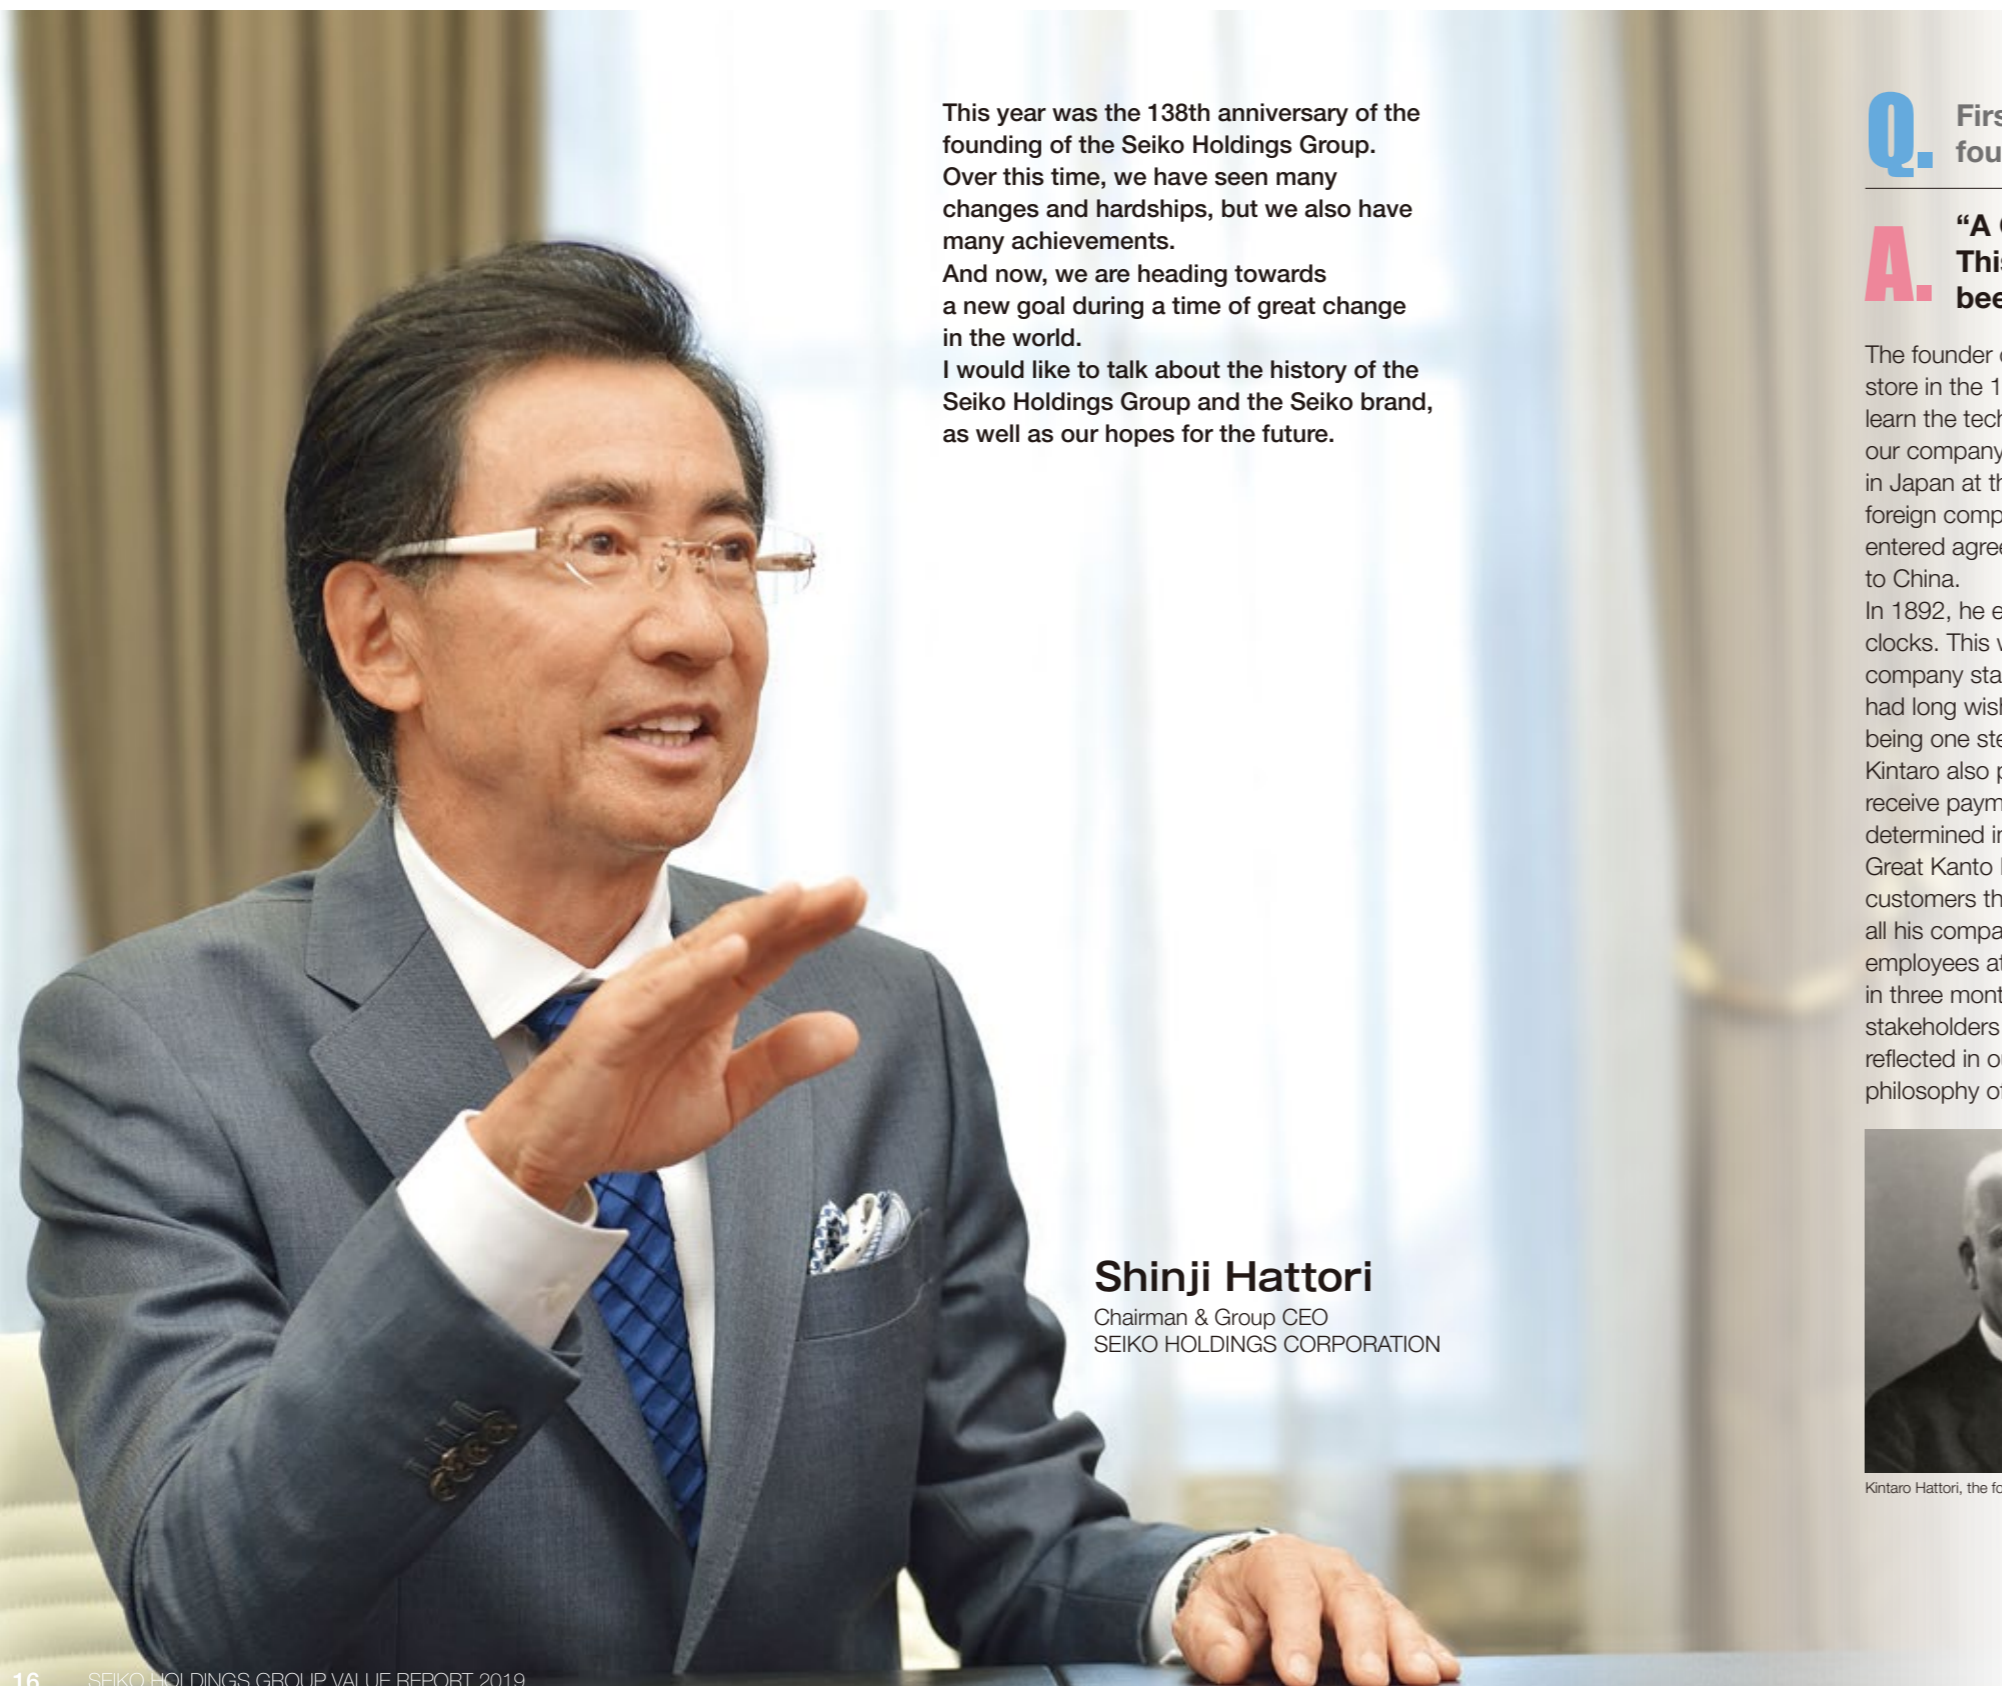 This year was the 138th anniversary of the
founding of the Seiko Holdings Group.
Over this time, we have seen many
changes and hardships, but we also have
many achievements.
And now, we are heading towards
a new goal during a time of great change
in the world.
I would like to talk about the history of the
Seiko Holdings Group and the Seiko brand,
as well as our hopes for the future.
Shinji Hattori
Chairman & Group CEO
SEIKO HOLDINGS CORPORATION
16 SEIKO HOLDINGS GROUP VALUE REPORT 2019
Q.
A.
“A
The founder
store in the
learn the
our company
in Japan at
foreign
entered
to China.
In 1892, he
clocks. This
company
had long
being one
Kintaro also
receive
determined
Great Kanto
customers
all his
employees
in three
stakeholders
reflected in
philosophy
Kintaro Hattori, the